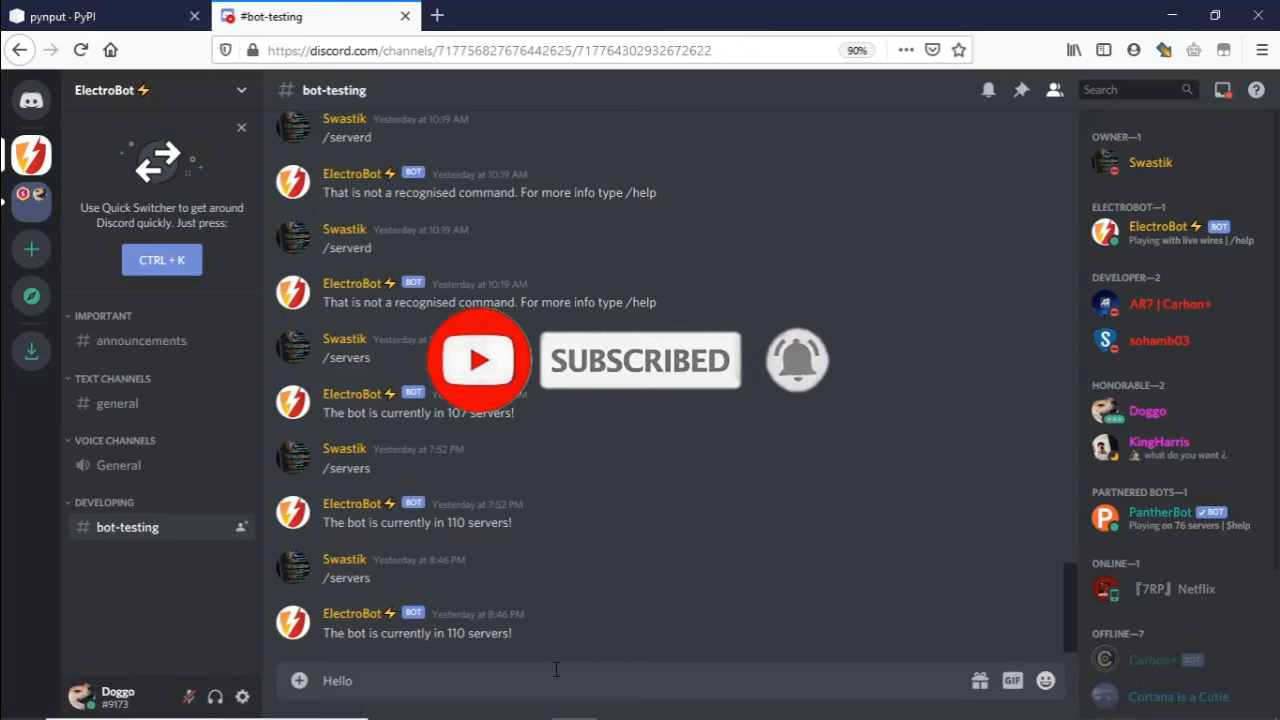 pynput · PyPI
#bot-testing
https://discord.com/channels/717756827676442625/717764302932672622
90%
ElectroBot⚡
# bot-testing
Search
Use Quick Switcher to get around
Discord quickly. Just press:
CTRL + K
IMPORTANT
# announcements
TEXT CHANNELS
# general
VOICE CHANNELS
General
DEVELOPING
# bot-testing
Doggo
#9173
Swastik Yesterday at 10:19 AM
/serverd
ElectroBot⚡ BOT Yesterday at 10:19 AM
That is not a recognised command. For more info type /help
Swastik Yesterday at 10:19 AM
/serverd
ElectroBot⚡ BOT Yesterday at 10:19 AM
That is not a recognised command. For more info type /help
Swastik Yesterday at
/servers
SUBSCRIBED
ElectroBot⚡ BOT
The bot is currently in 107 servers!
Swastik Yesterday at 7:52 PM
/servers
ElectroBot⚡ BOT Yesterday at 7:52 PM
The bot is currently in 110 servers!
Swastik Yesterday at 8:46 PM
/servers
ElectroBot⚡ BOT Yesterday at 8:46 PM
The bot is currently in 110 servers!
Hello
GIF
OWNER—1
Swastik
ELECTROBOT—1
ElectroBot⚡ BOT
Playing with live wires | /help
DEVELOPER—2
AR7 | Carbon+
sohamb03
HONORABLE—2
Doggo
KingHarris
what do you want ¿
PARTNERED BOTS—1
PantherBot ✓ BOT
Playing on 76 servers | $help
ONLINE—1
『7RP』 Netflix
OFFLINE—7
Carbon+ BOT
Cortana is a Cutie